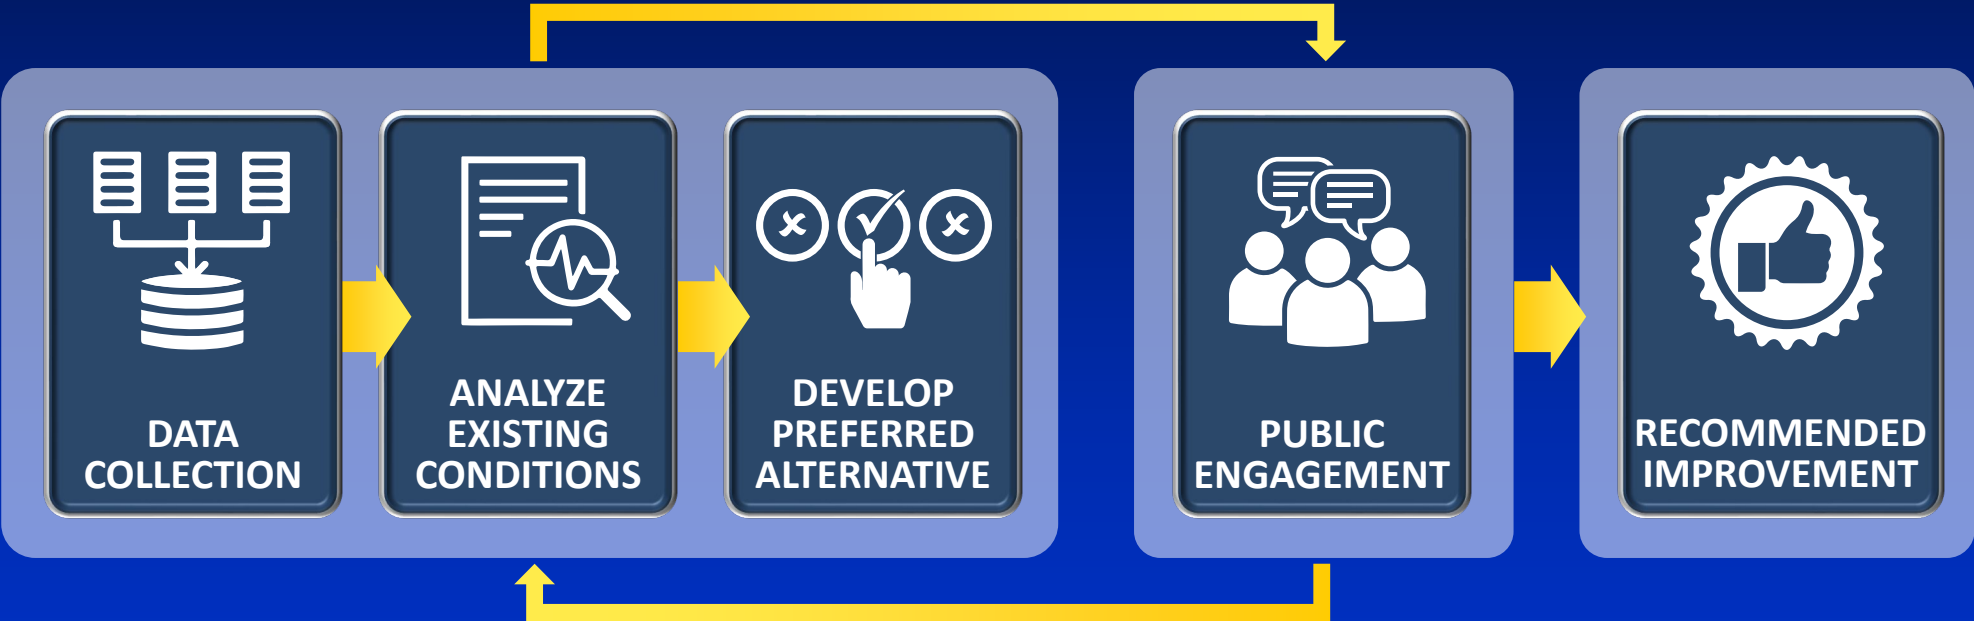 DATA
COLLECTION
ANALYZE
EXISTING
CONDITIONS
DEVELOP
PREFERRED
ALTERNATIVE
PUBLIC
ENGAGEMENT
RECOMMENDED
IMPROVEMENT